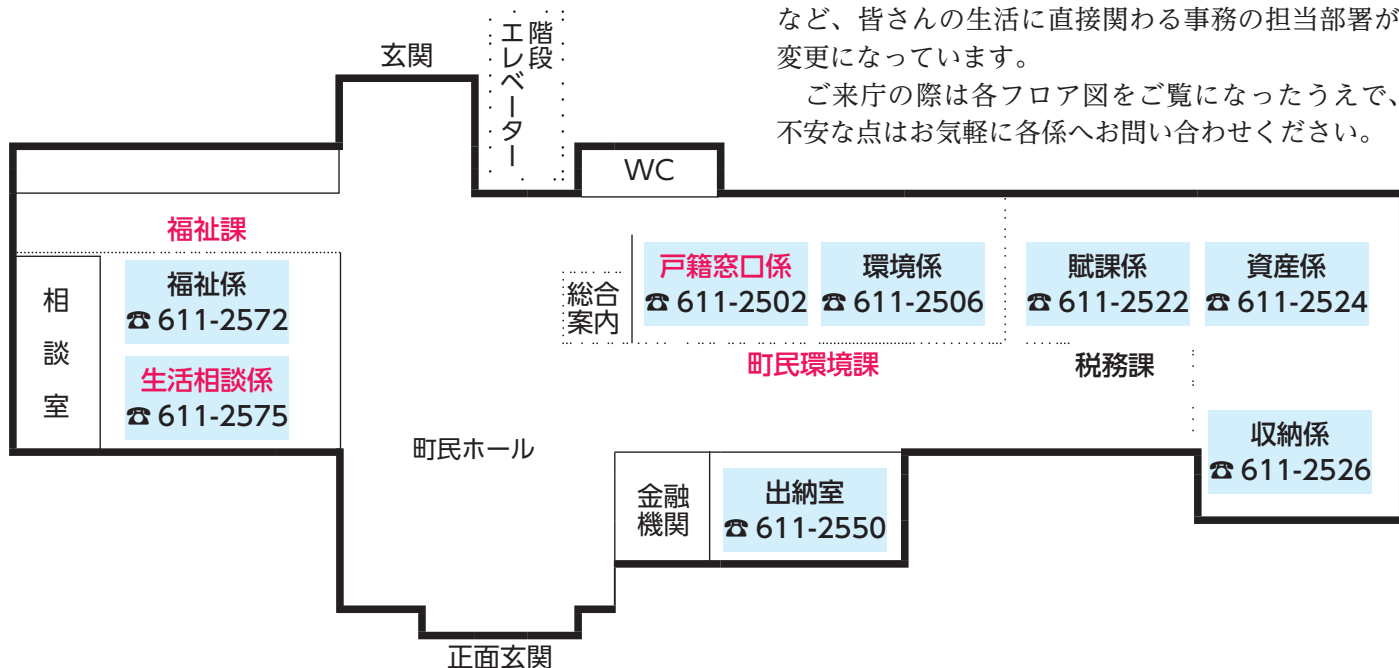 など、皆さんの生活に直接関わる事務の担当部署が
変更になっています。
　ご来庁の際は各フロア図をご覧になったうえで、
不安な点はお気軽に各係へお問い合わせください。
玄関
階段
エレベーター
WC
福祉課
相談室
福祉係
☎ 611-2572
生活相談係
☎ 611-2575
総合
案内
戸籍窓口係
☎ 611-2502
環境係
☎ 611-2506
町民環境課
賦課係
☎ 611-2522
資産係
☎ 611-2524
税務課
収納係
☎ 611-2526
町民ホール
金融
機関
出納室
☎ 611-2550
正面玄関